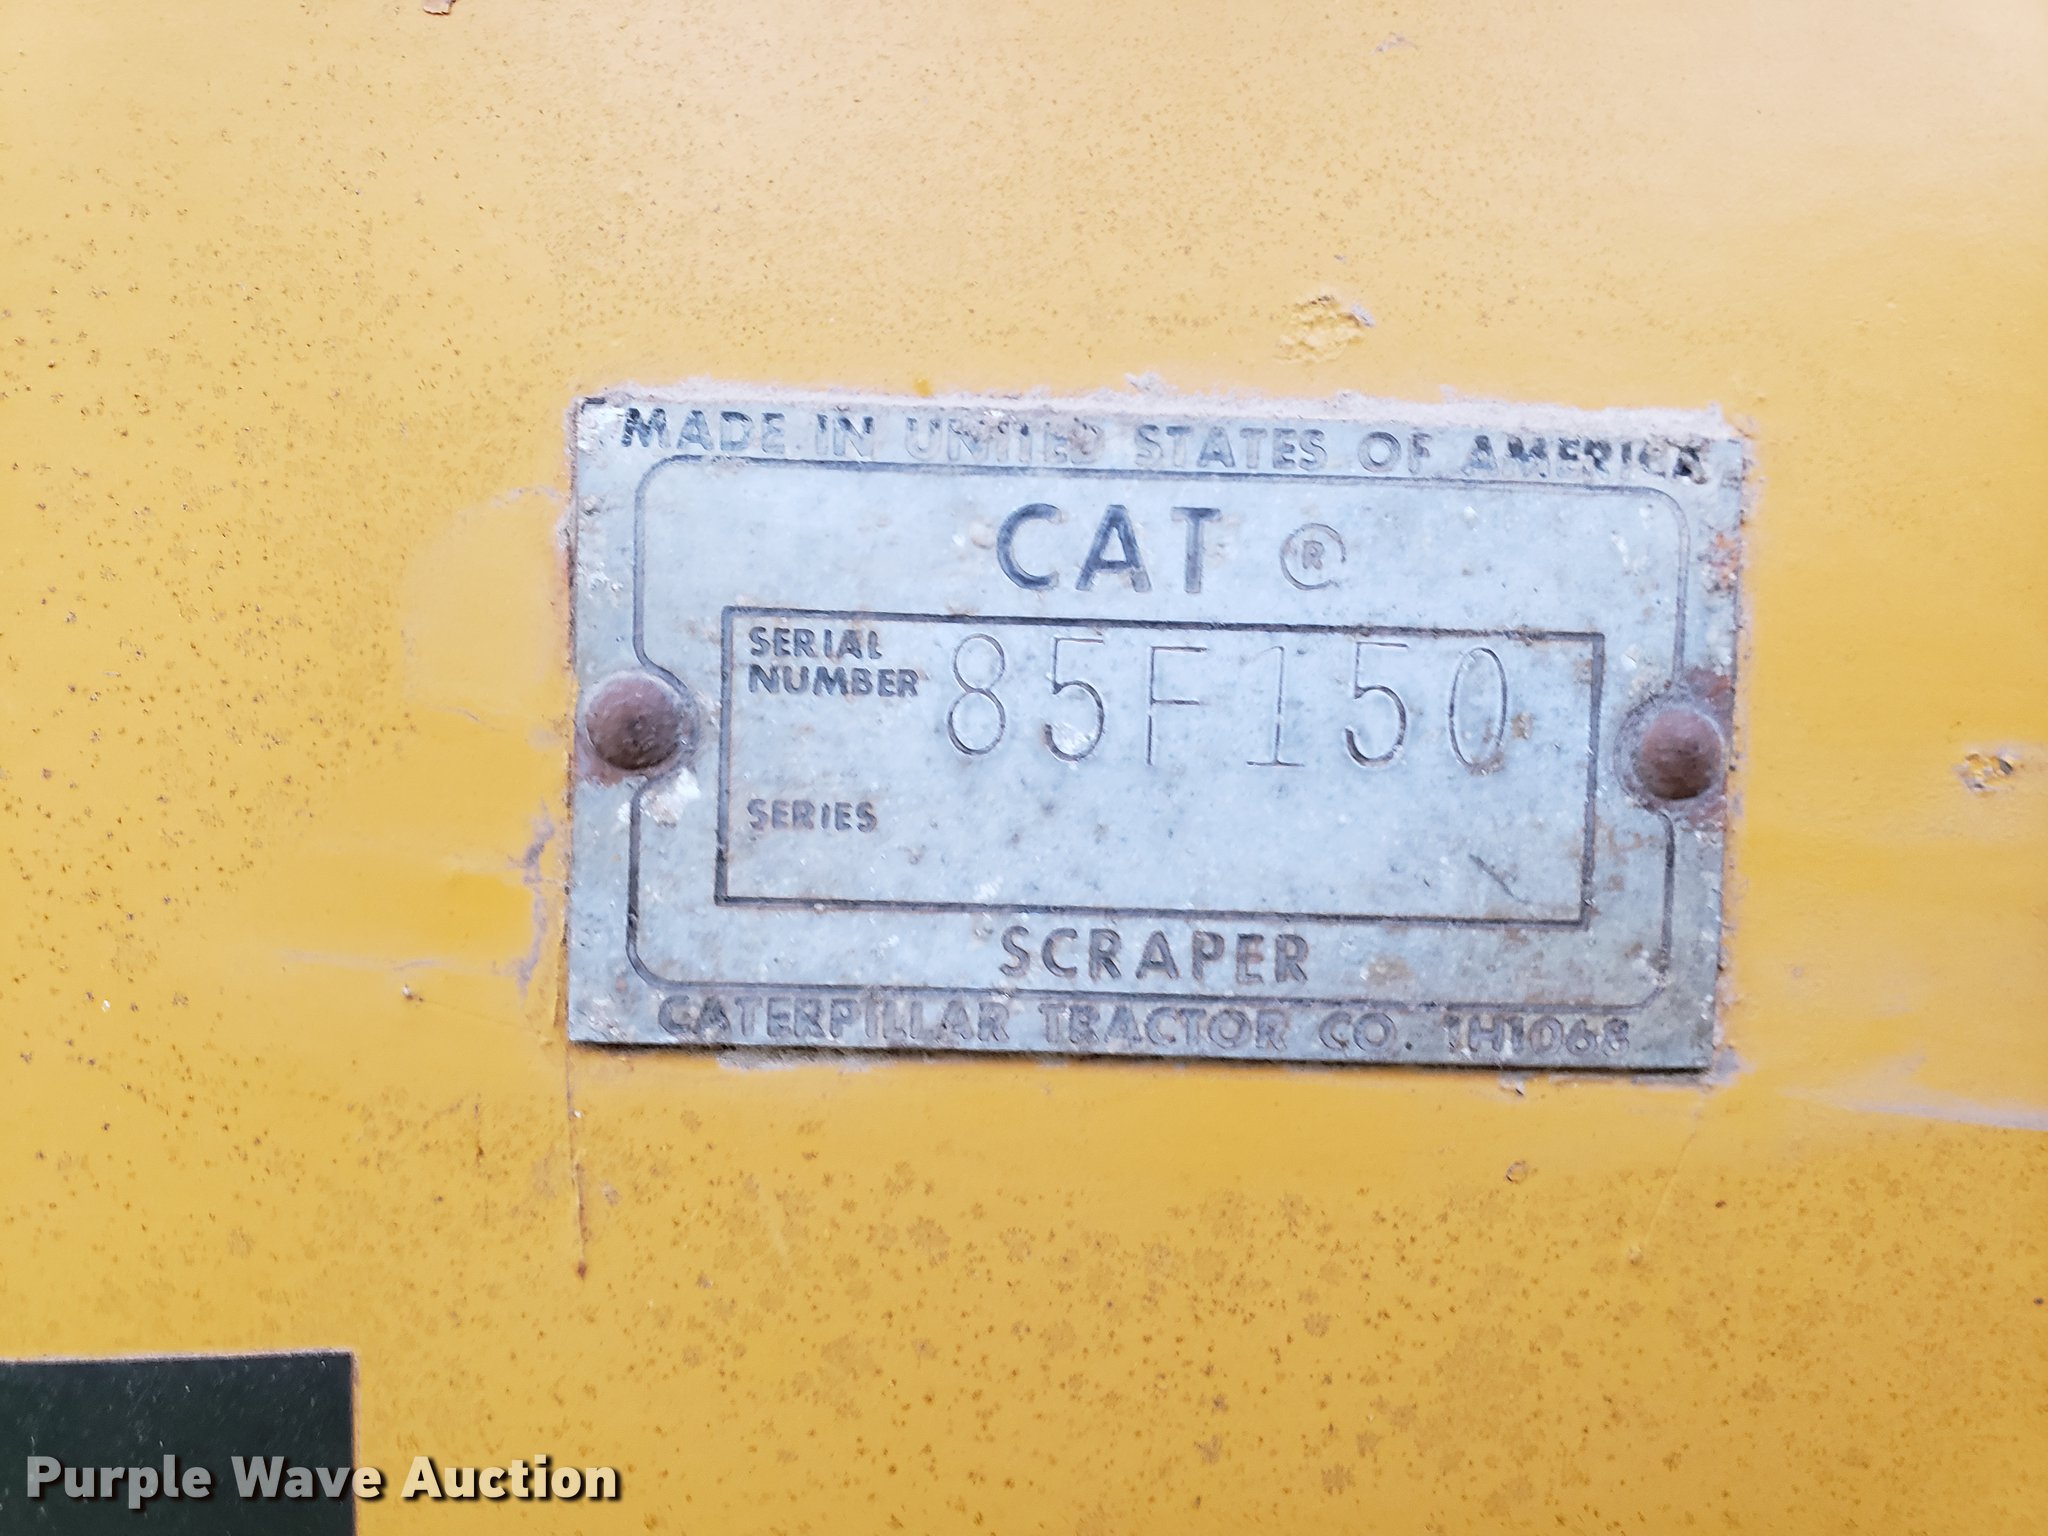 MADE IN UNITED STATES OF AMERICA
CAT ®
SERIAL NUMBER 85F150
SERIES
SCRAPER
CATERPILLAR TRACTOR CO. 1H1068
Purple Wave Auction